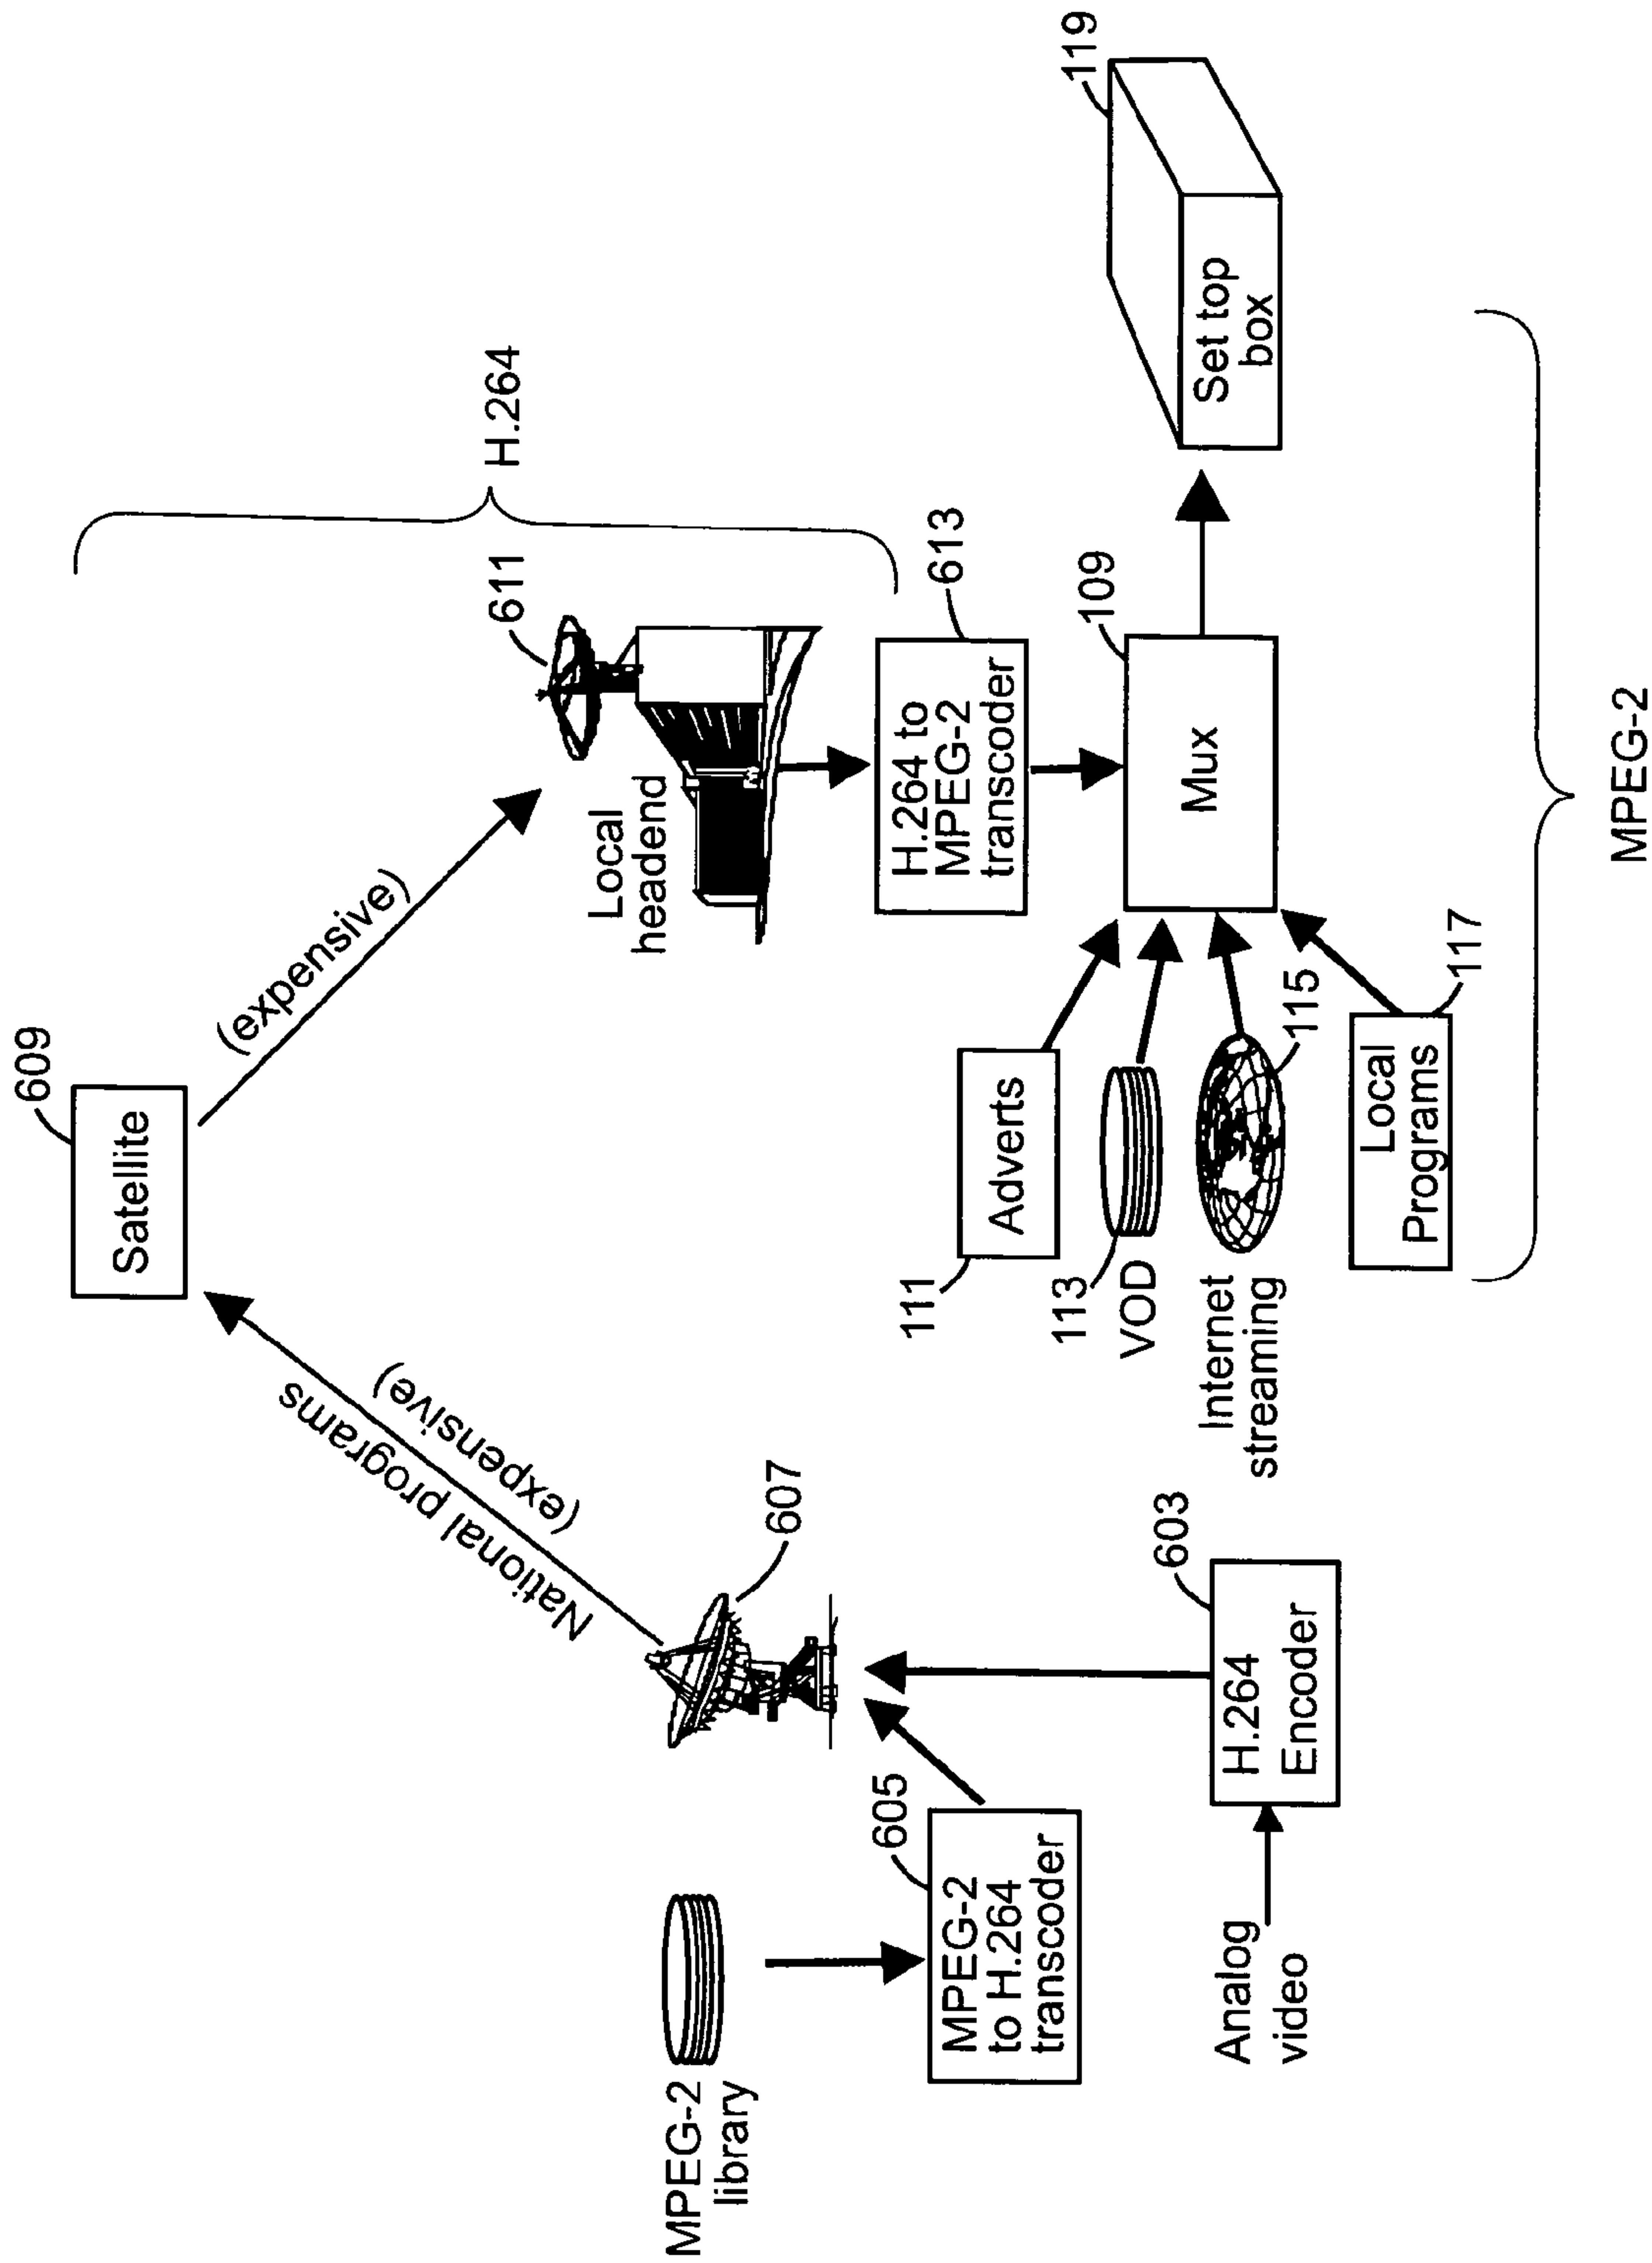 609
Satellite
National programs
(expensive)
(expensive)
H.264
611
Local
headend
607
MPEG-2
library
605
MPEG-2
to H.264
transcoder
603
H.264
Encoder
Analog
video
H.264 to
MPEG-2
transcoder
613
109
Mux
111
Adverts
113
VOD
Internet
streaming
115
Local
Programs
117
119
Set top
box
MPEG-2